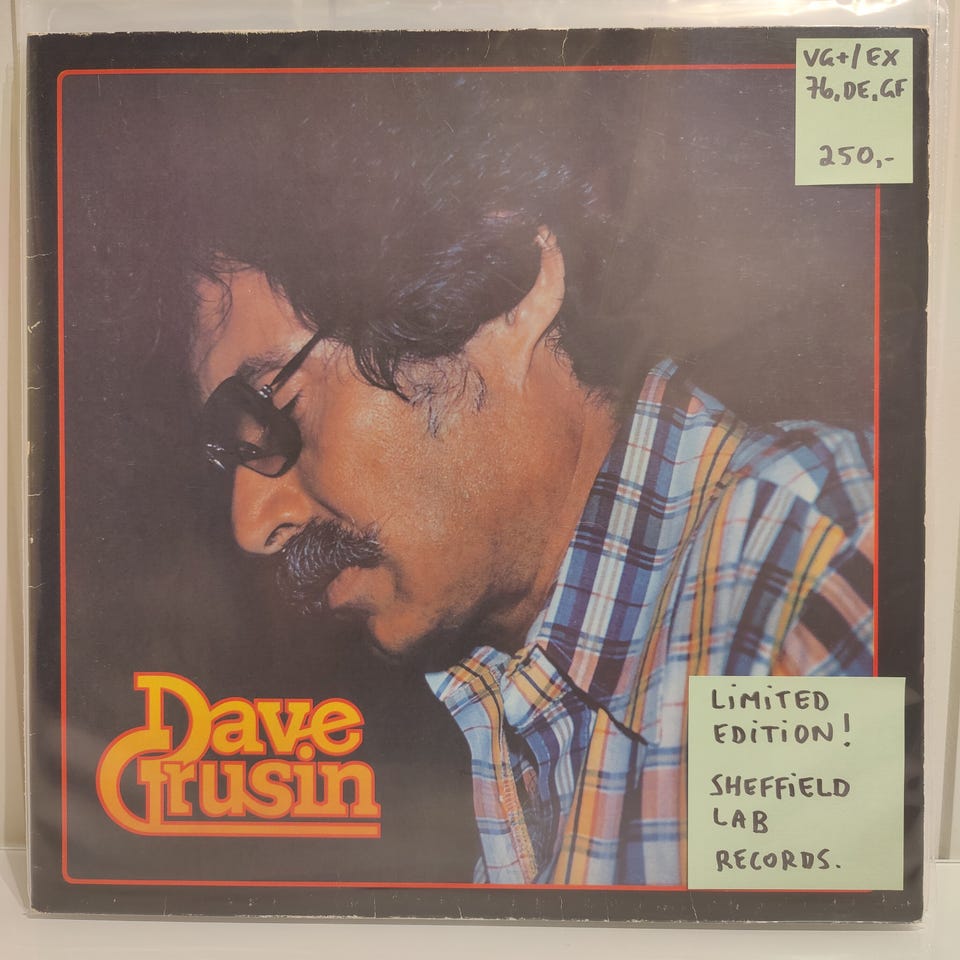 VG+/EX
76, DE, GF
250,-
Dave
Grusin
LiMiTED
EDiTiON!
SHEFFiELD
LAB
RECORDS.